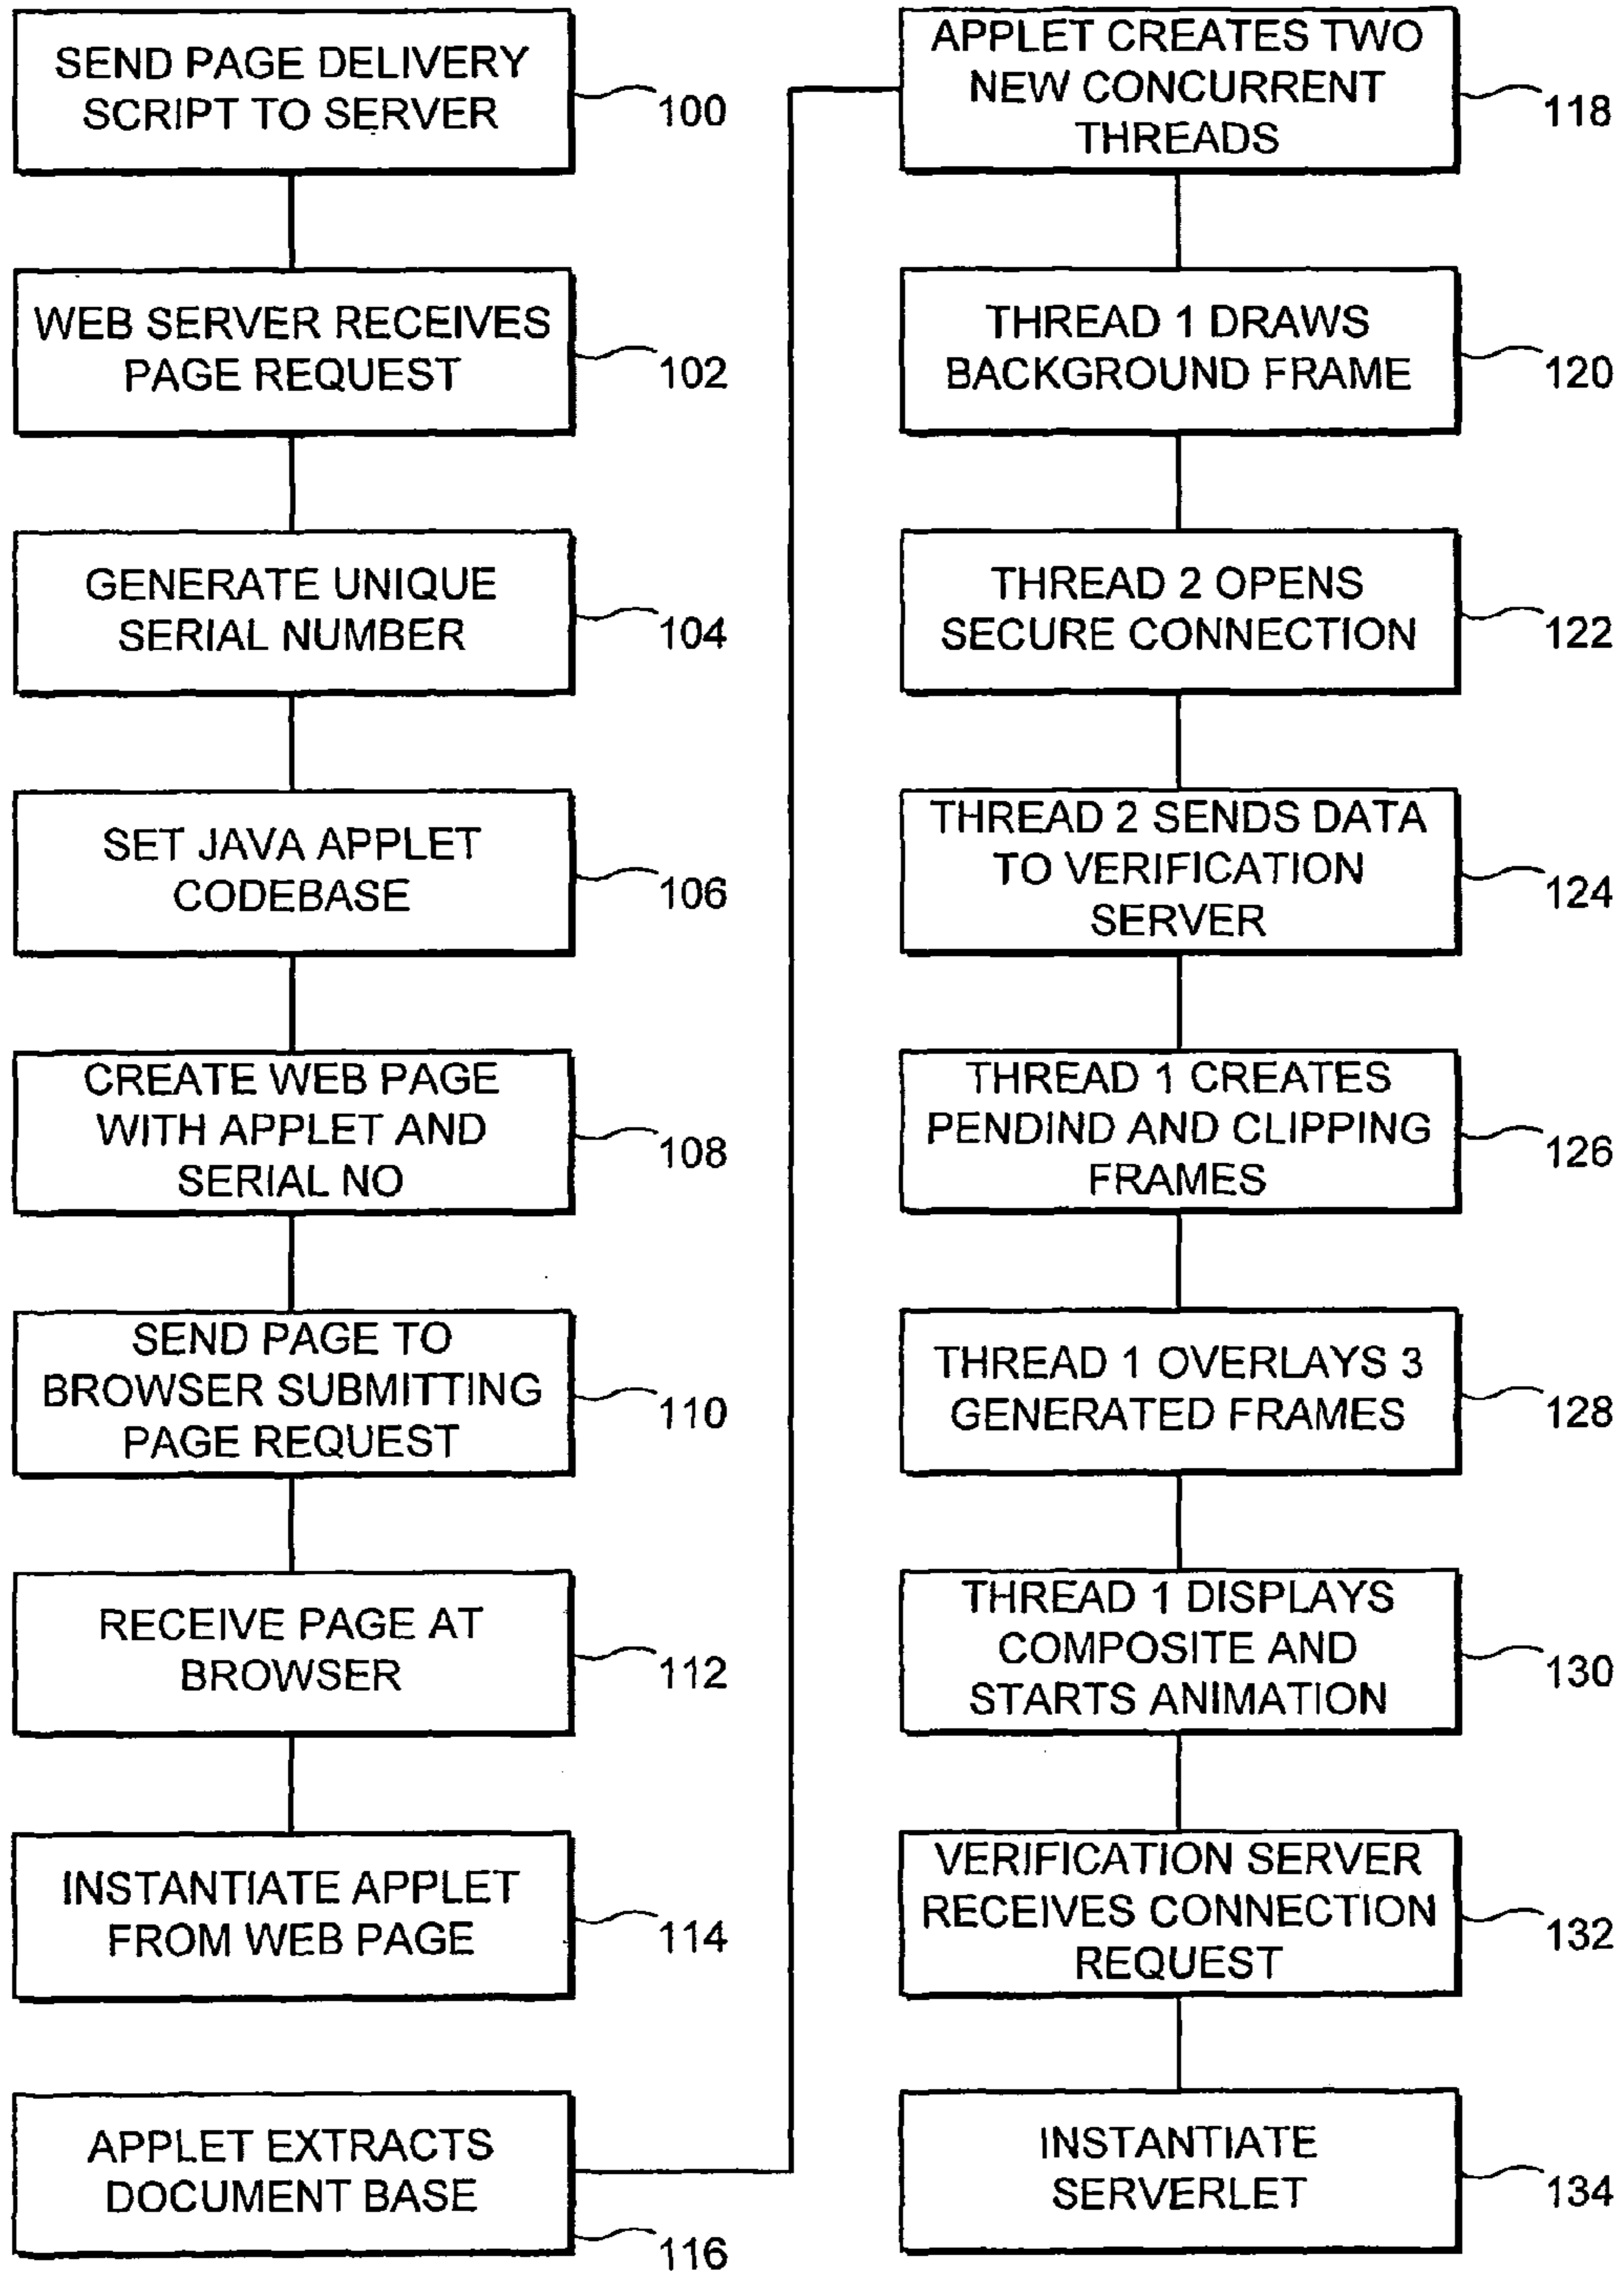 SEND PAGE DELIVERY
SCRIPT TO SERVER
100
WEB SERVER RECEIVES
PAGE REQUEST
102
GENERATE UNIQUE
SERIAL NUMBER
104
SET JAVA APPLET
CODEBASE
106
CREATE WEB PAGE
WITH APPLET AND
SERIAL NO
108
SEND PAGE TO
BROWSER SUBMITTING
PAGE REQUEST
110
RECEIVE PAGE AT
BROWSER
112
INSTANTIATE APPLET
FROM WEB PAGE
114
APPLET EXTRACTS
DOCUMENT BASE
116
APPLET CREATES TWO
NEW CONCURRENT
THREADS
118
THREAD 1 DRAWS
BACKGROUND FRAME
120
THREAD 2 OPENS
SECURE CONNECTION
122
THREAD 2 SENDS DATA
TO VERIFICATION
SERVER
124
THREAD 1 CREATES
PENDIND AND CLIPPING
FRAMES
126
THREAD 1 OVERLAYS 3
GENERATED FRAMES
128
THREAD 1 DISPLAYS
COMPOSITE AND
STARTS ANIMATION
130
VERIFICATION SERVER
RECEIVES CONNECTION
REQUEST
132
INSTANTIATE
SERVERLET
134